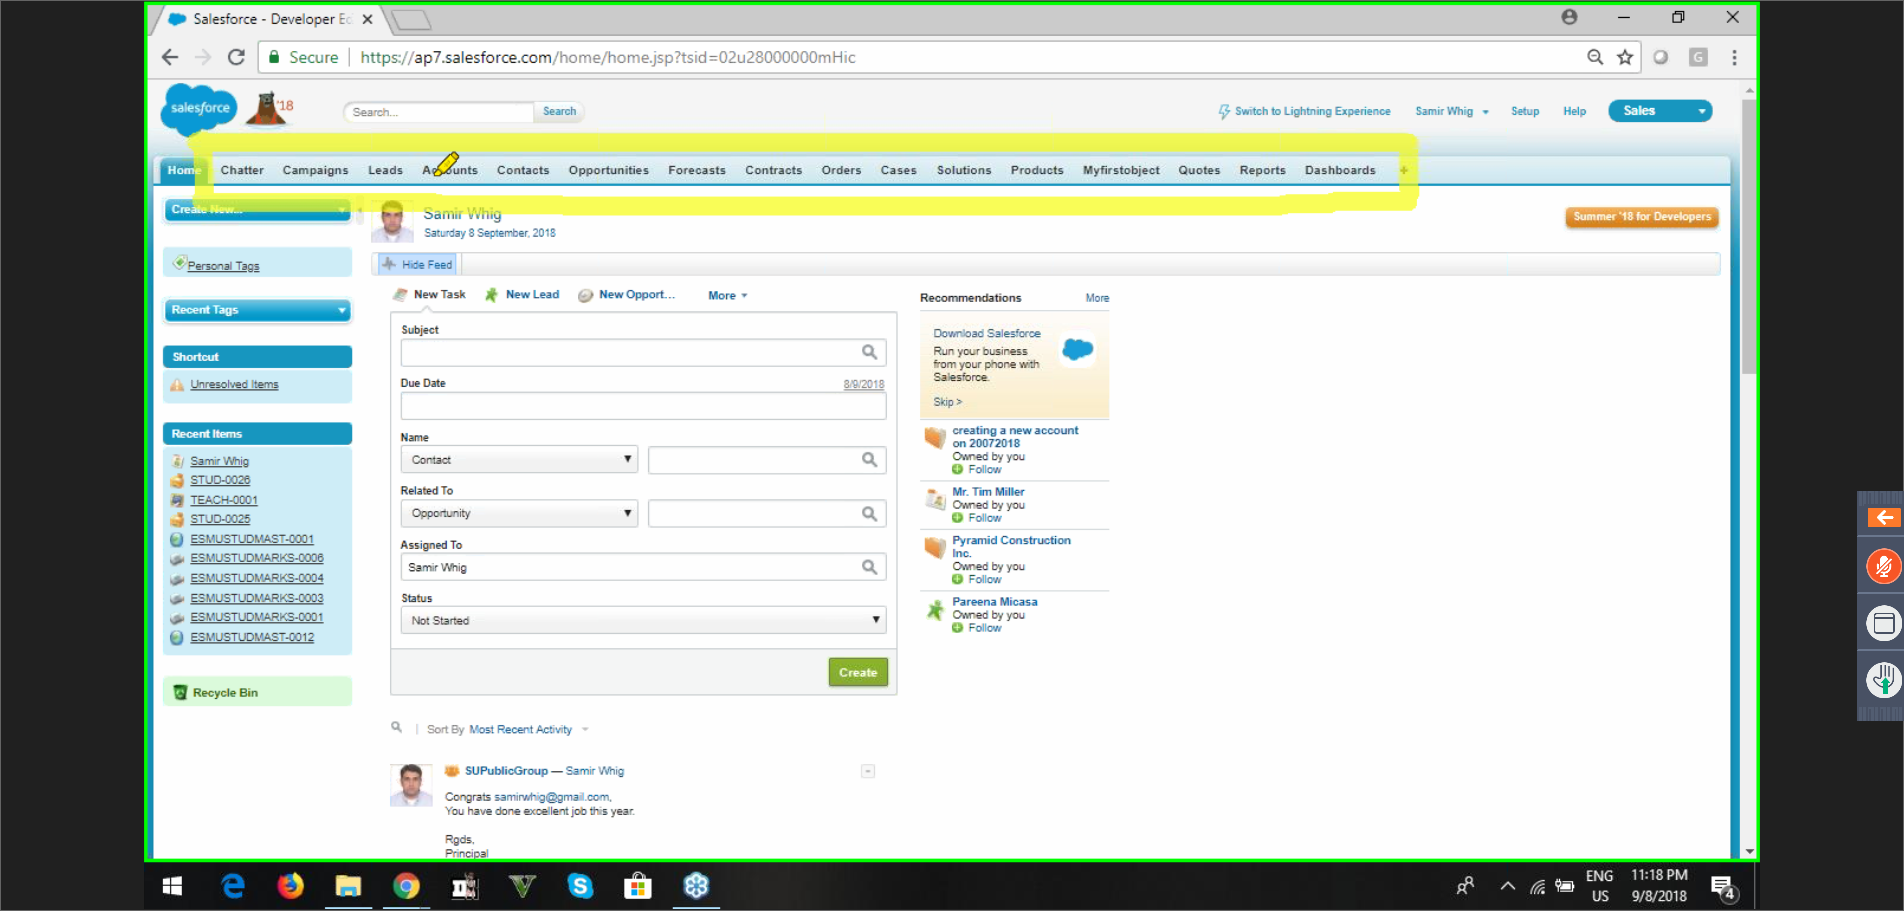 Salesforce - Developer Ed
Secure https://ap7.salesforce.com/home/home.jsp?tsid=02u28000000mHic
G
salesforce
'18
Search...
Search
Switch to Lightning Experience
Samir Whig
Setup
Help
Sales
Home Chatter Campaigns Leads Accounts Contacts Opportunities Forecasts Contracts Orders Cases Solutions Products Myfirstobject Quotes Reports Dashboards +
Create New...
Samir Whig
Saturday 8 September, 2018
Summer '18 for Developers
Hide Feed
Personal Tags
Recent Tags
Shortcut
Unresolved Items
Recent Items
Samir Whig
STUD-0026
TEACH-0001
STUD-0025
ESMUSTUDMAST-0001
ESMUSTUDMARKS-0006
ESMUSTUDMARKS-0004
ESMUSTUDMARKS-0003
ESMUSTUDMARKS-0001
ESMUSTUDMAST-0012
Recycle Bin
New Task New Lead New Opport... More
Subject
Due Date 8/9/2018
Name
Contact
Related To
Opportunity
Assigned To
Samir Whig
Status
Not Started
Create
Recommendations More
Download Salesforce
Run your business
from your phone with
Salesforce.
Skip >
creating a new account
on 20072018
Owned by you
Follow
Mr. Tim Miller
Owned by you
Follow
Pyramid Construction
Inc.
Owned by you
Follow
Pareena Micasa
Owned by you
Follow
Sort By Most Recent Activity
SUPublicGroup — Samir Whig
Congrats samirwhig@gmail.com,
You have done excellent job this year.
Rgds,
Principal
ENG
US
11:18 PM
9/8/2018
4